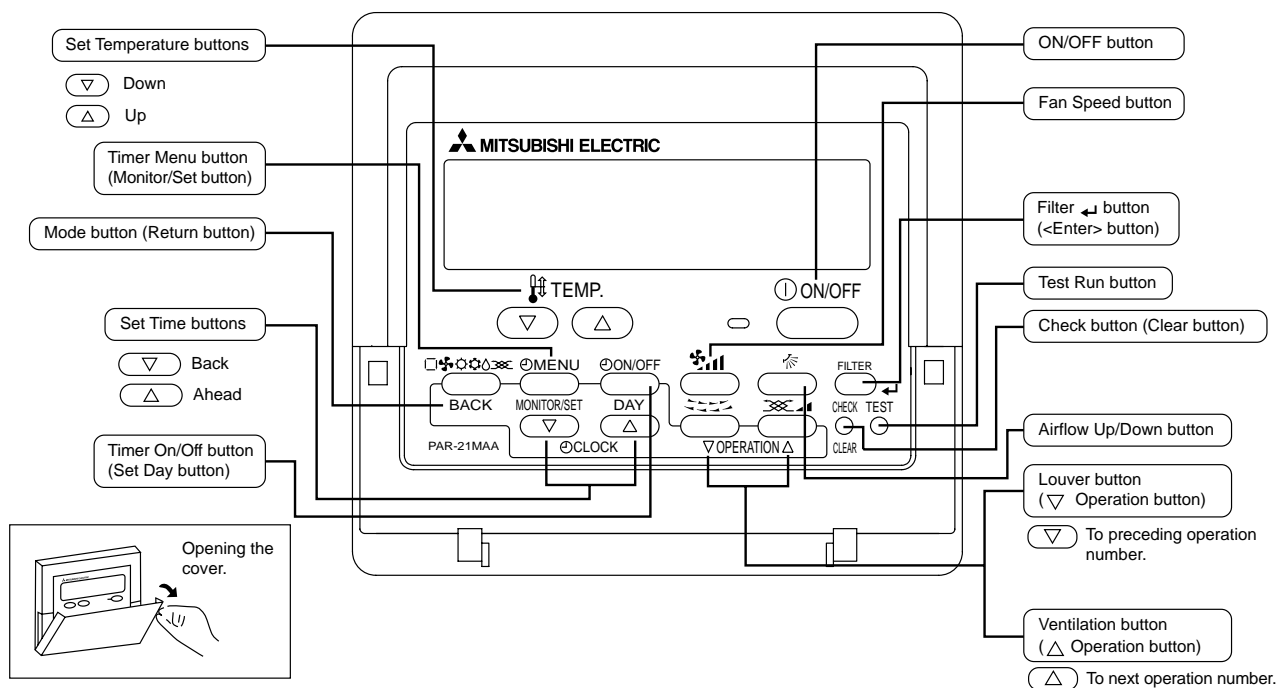 Set Temperature buttons
▽ Down
△ Up
Timer Menu button
(Monitor/Set button)
Mode button (Return button)
Set Time buttons
▽ Back
△ Ahead
Timer On/Off button
(Set Day button)
Opening the
cover.
MITSUBISHI ELECTRIC
TEMP.
ON/OFF
▽ △
MENU ON/OFF FILTER
BACK MONITOR/SET DAY CHECK TEST
▽ △
PAR-21MAA CLOCK ▽ OPERATION △ CLEAR
ON/OFF button
Fan Speed button
Filter ↵ button
(<Enter> button)
Test Run button
Check button (Clear button)
Airflow Up/Down button
Louver button
( ▽ Operation button)
▽ To preceding operation
number.
Ventilation button
( △ Operation button)
△ To next operation number.